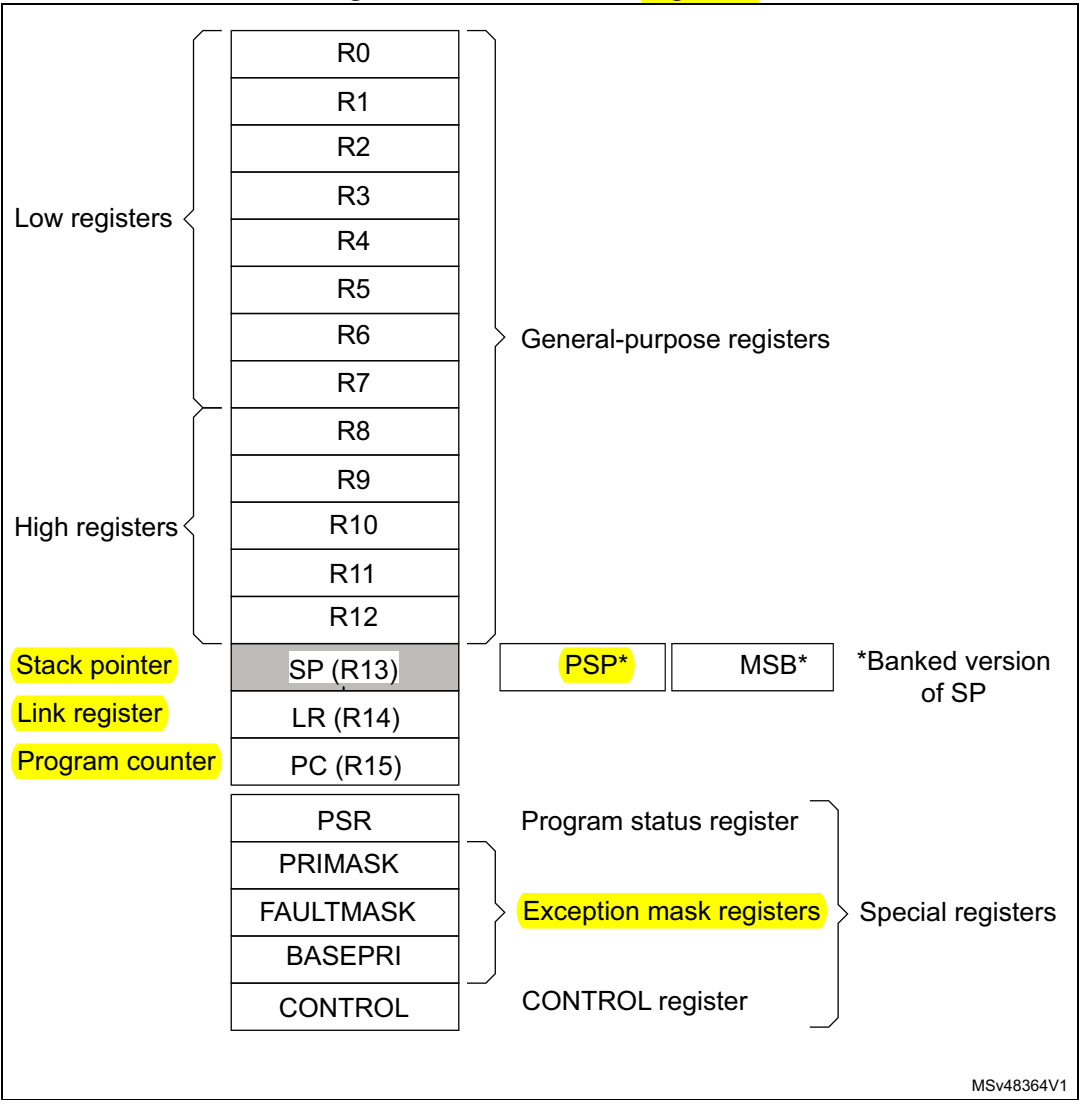 R0
R1
R2
R3
Low registers
R4
R5
R6
General-purpose registers
R7
R8
R9
High registers
R10
R11
R12
Stack pointer
SP (R13)
PSP*
MSB*
*Banked version
of SP
Link register
LR (R14)
Program counter
PC (R15)
PSR
Program status register
PRIMASK
FAULTMASK
Exception mask registers
Special registers
BASEPRI
CONTROL
CONTROL register
MSv48364V1